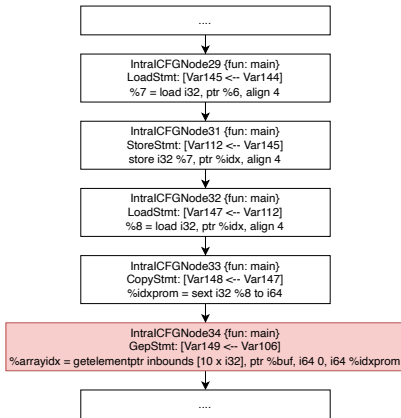 ....
IntraICFGNode29 {fun: main}
LoadStmt: [Var145 <-- Var144]
%7 = load i32, ptr %6, align 4
IntraICFGNode31 {fun: main}
StoreStmt: [Var112 <-- Var145]
store i32 %7, ptr %idx, align 4
IntraICFGNode32 {fun: main}
LoadStmt: [Var147 <-- Var112]
%8 = load i32, ptr %idx, align 4
IntraICFGNode33 {fun: main}
CopyStmt: [Var148 <-- Var147]
%idxprom = sext i32 %8 to i64
IntraICFGNode34 {fun: main}
GepStmt: [Var149 <-- Var106]
%arrayidx = getelementptr inbounds [10 x i32], ptr %buf, i64 0, i64 %idxprom
....